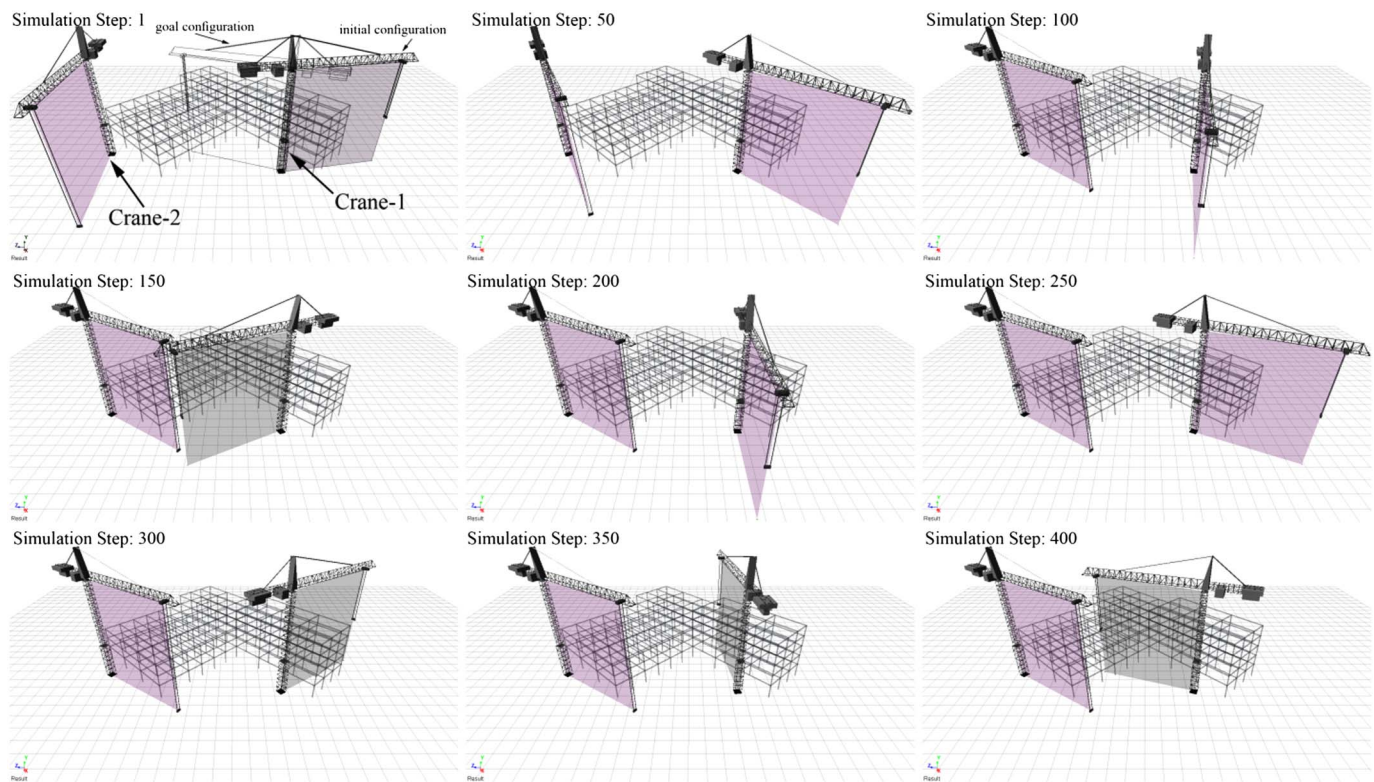 Simulation Step: 1
goal configuration
initial configuration
Crane-2
Crane-1
Result
Simulation Step: 50
Result
Simulation Step: 100
Result
Simulation Step: 150
Result
Simulation Step: 200
Result
Simulation Step: 250
Result
Simulation Step: 300
Result
Simulation Step: 350
Result
Simulation Step: 400
Result